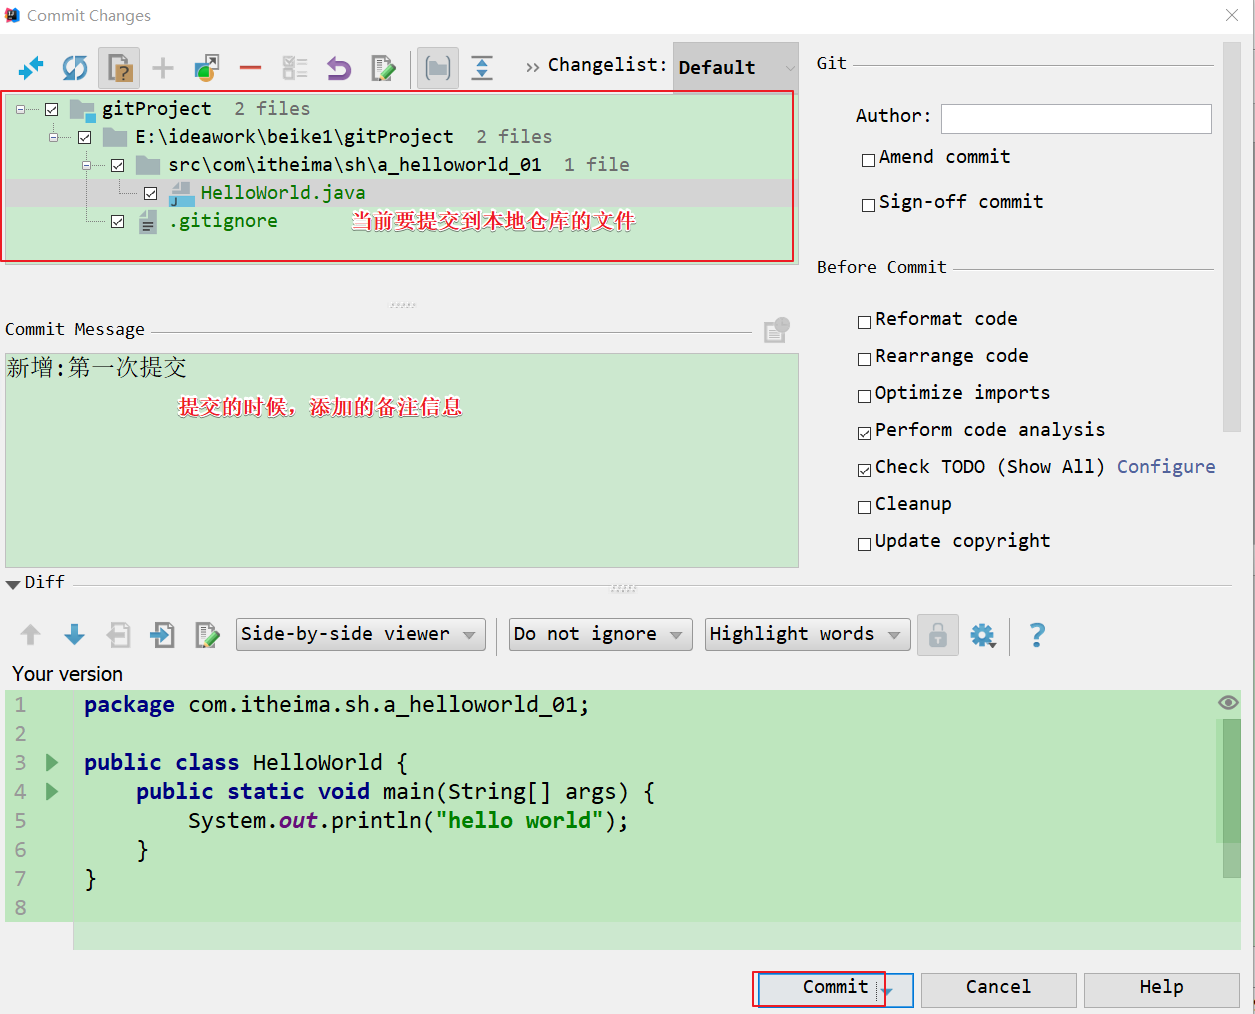 Commit Changes
Changelist: Default
gitProject 2 files
E:\ideawork\beike1\gitProject 2 files
src\com\itheima\sh\a_helloworld_01 1 file
HelloWorld.java
.gitignore
当前要提交到本地仓库的文件
Git
Author:
Amend commit
Sign-off commit
Before Commit
Reformat code
Rearrange code
Optimize imports
Perform code analysis
Check TODO (Show All) Configure
Cleanup
Update copyright
Commit Message
新增:第一次提交
提交的时候，添加的备注信息
Diff
Side-by-side viewer Do not ignore Highlight words ?
Your version
1 package com.itheima.sh.a_helloworld_01;
2
3 public class HelloWorld {
4 public static void main(String[] args) {
5 System.out.println("hello world");
6 }
7 }
8
Commit Cancel Help